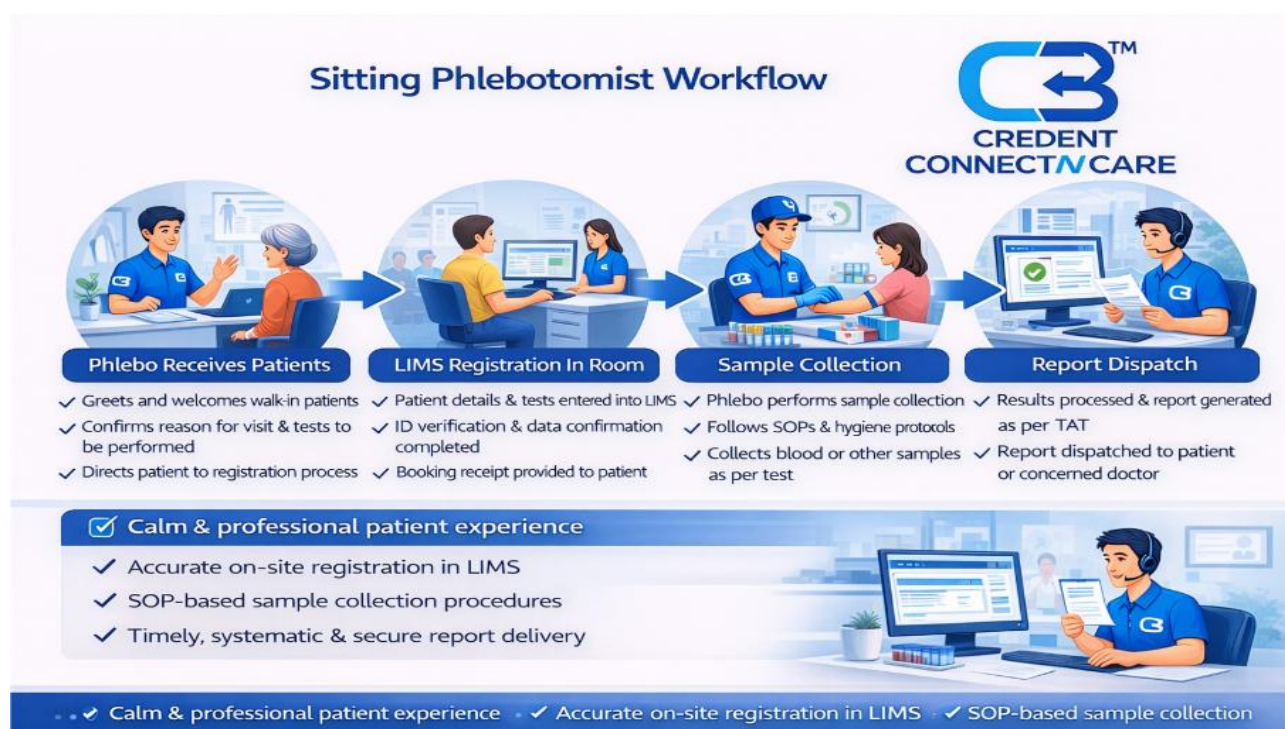 Sitting Phlebotomist Workflow
TM
CREDENT
CONNECTNCARE
Phlebo Receives Patients
✓ Greets and welcomes walk-in patients
✓ Confirms reason for visit & tests to
be performed
✓ Directs patient to registration process
LIMS Registration In Room
✓ Patient details & tests entered into LIMS
✓ ID verification & data confirmation
completed
✓ Booking receipt provided to patient
Sample Collection
✓ Phlebo performs sample collection
✓ Follows SOPs & hygiene protocols
✓ Collects blood or other samples
as per test
Report Dispatch
✓ Results processed & report generated
as per TAT
✓ Report dispatched to patient
or concerned doctor
Calm & professional patient experience
✓ Accurate on-site registration in LIMS
✓ SOP-based sample collection procedures
✓ Timely, systematic & secure report delivery
✓ Calm & professional patient experience ✓ Accurate on-site registration in LIMS ✓ SOP-based sample collection